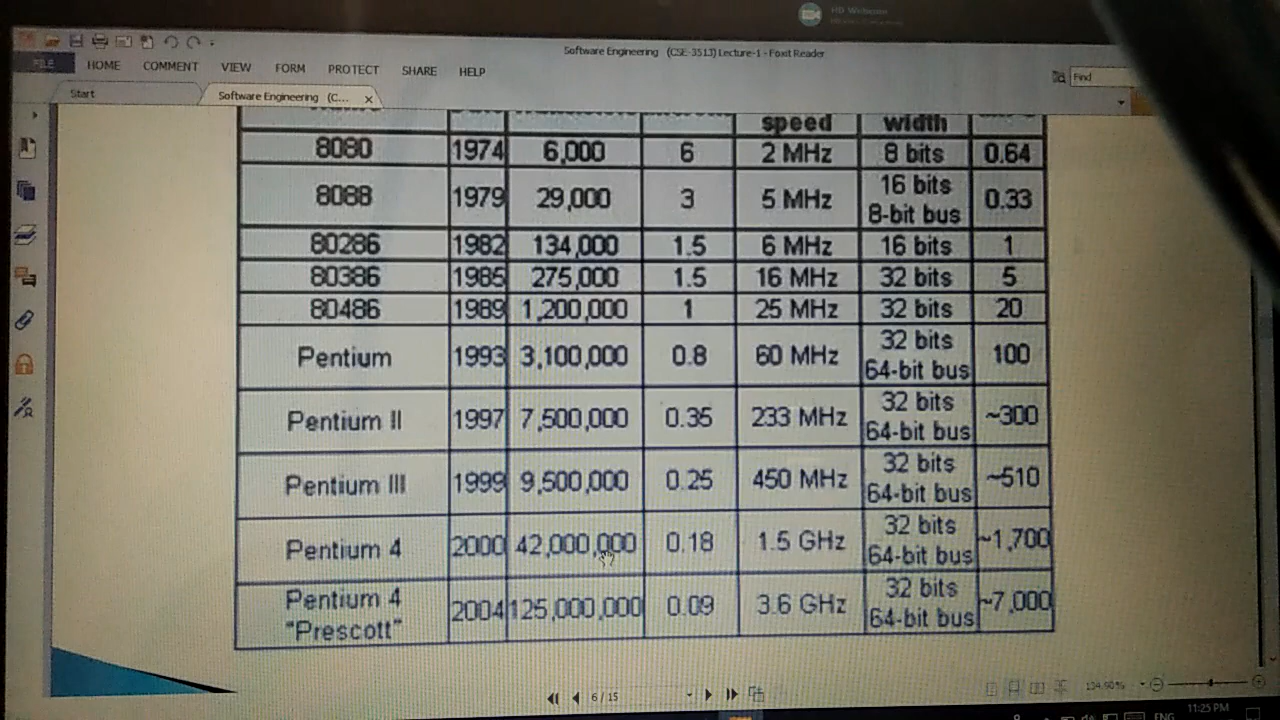 HD Webcam
Software Engineering (CSE-3513) Lecture-1 - Foxit Reader
FILE HOME COMMENT VIEW FORM PROTECT SHARE HELP
Find
Start Software Engineering (C... x
speed width
8080 1974 6,000 6 2 MHz 8 bits 0.64
8088 1979 29,000 3 5 MHz 16 bits 8-bit bus 0.33
80286 1982 134,000 1.5 6 MHz 16 bits 1
80386 1985 275,000 1.5 16 MHz 32 bits 5
80486 1989 1,200,000 1 25 MHz 32 bits 20
Pentium 1993 3,100,000 0.8 60 MHz 32 bits 64-bit bus 100
Pentium II 1997 7,500,000 0.35 233 MHz 32 bits 64-bit bus ~300
Pentium III 1999 9,500,000 0.25 450 MHz 32 bits 64-bit bus ~510
Pentium 4 2000 42,000,000 0.18 1.5 GHz 32 bits 64-bit bus ~1,700
Pentium 4 "Prescott" 2004 125,000,000 0.09 3.6 GHz 32 bits 64-bit bus ~7,000
6 / 15
134.90%
ENG
11:25 PM